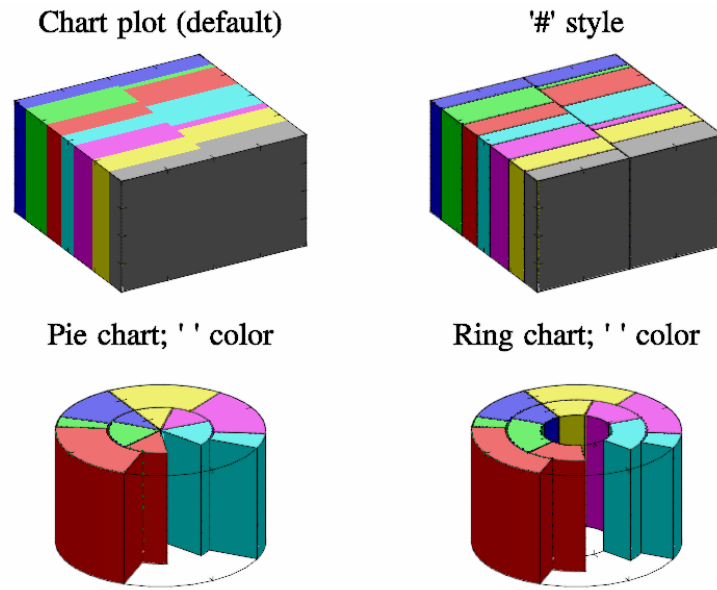 Chart plot (default)
'#' style
Pie chart; ' ' color
Ring chart; ' ' color